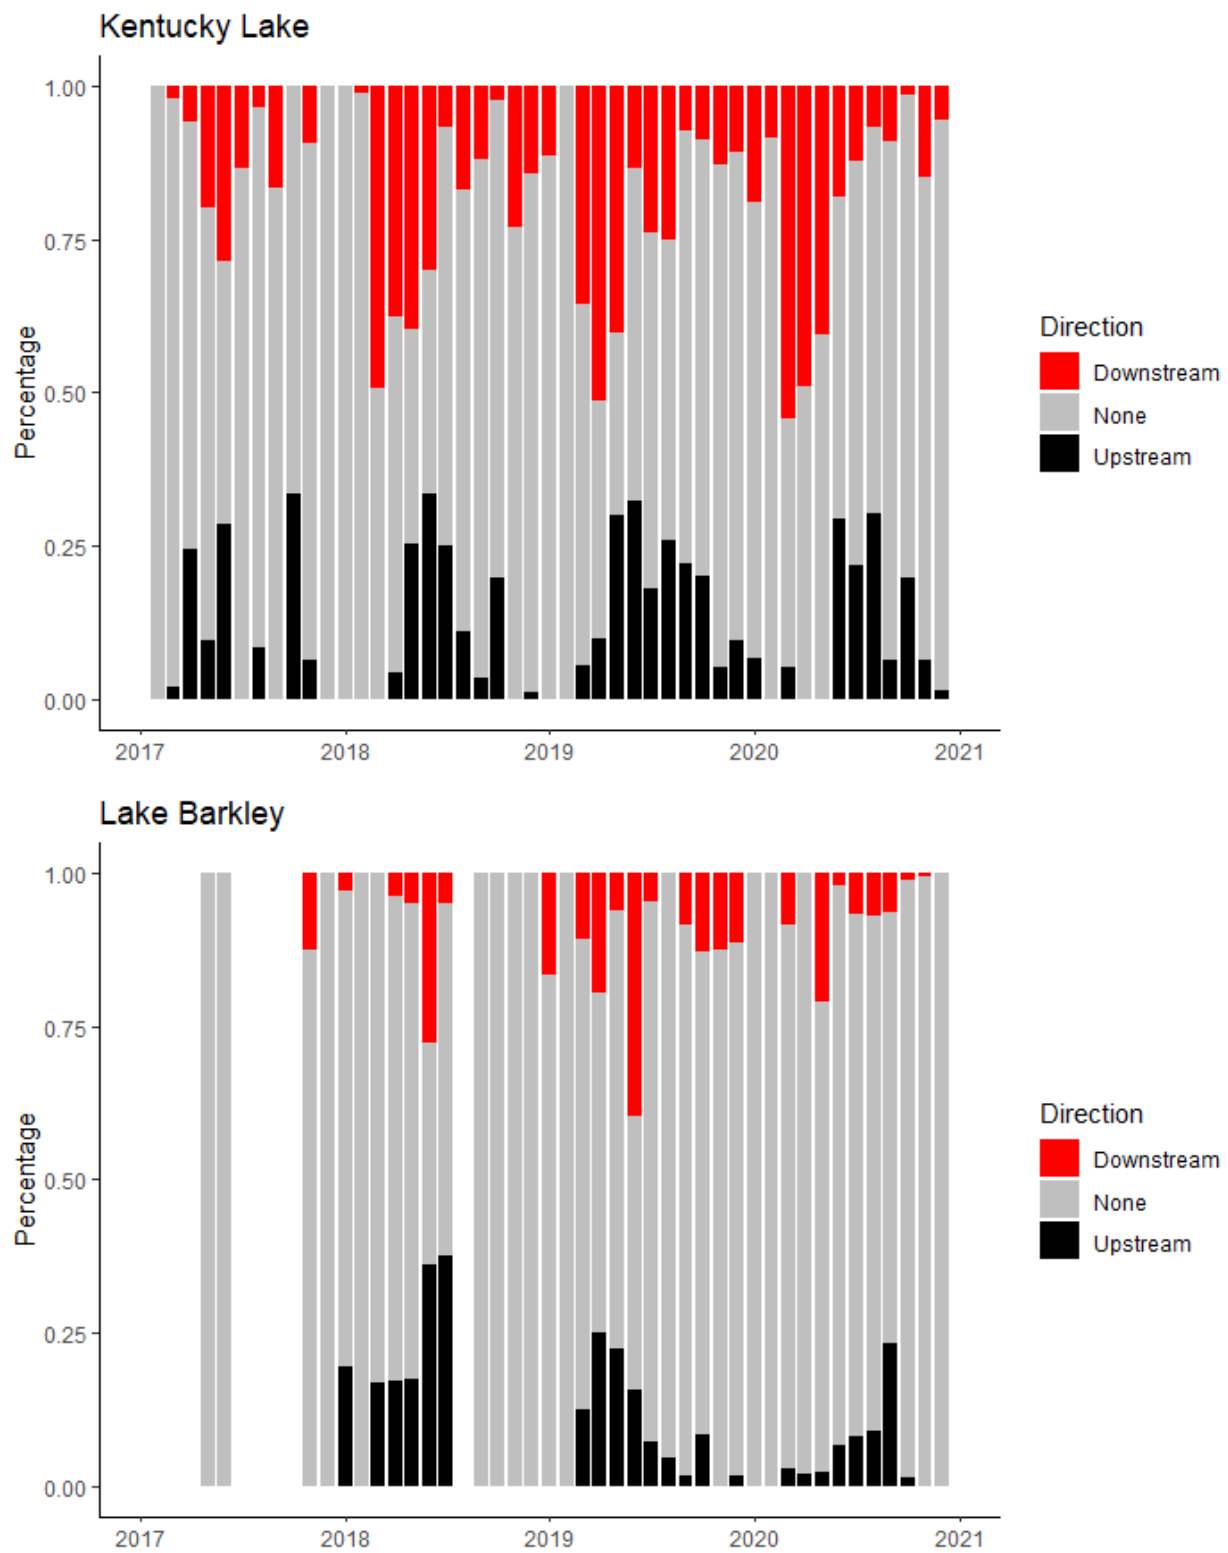 Kentucky Lake
1.00
0.75
0.50
0.25
0.00
Percentage
2017 2018 2019 2020 2021
Direction
Downstream
None
Upstream
Lake Barkley
1.00
0.75
0.50
0.25
0.00
Percentage
2017 2018 2019 2020 2021
Direction
Downstream
None
Upstream